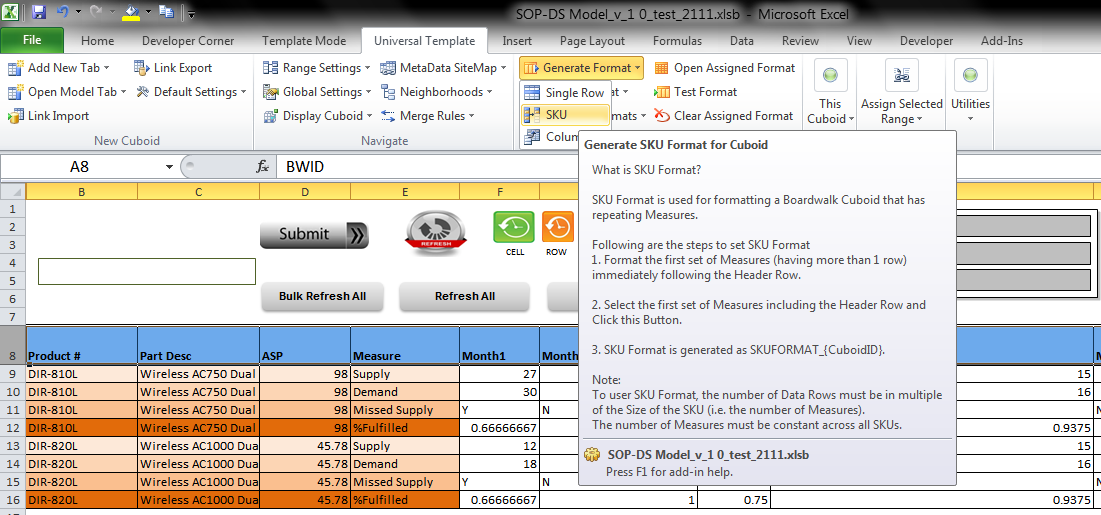 SOP-DS Model_v_1 0_test_2111.xlsb - Microsoft Excel
File Home Developer Corner Template Mode Universal Template Insert Page Layout Formulas Data Review View Developer Add-Ins
Add New Tab Link Export Range Settings MetaData SiteMap Generate Format Open Assigned Format
Open Model Tab Default Settings Global Settings Neighborhoods Single Row at Test Format This Cuboid Assign Selected Range Utilities
Link Import Display Cuboid Merge Rules SKU mats Clear Assigned Format
New Cuboid Navigate Colum
Generate SKU Format for Cuboid
What is SKU Format?
SKU Format is used for formatting a Boardwalk Cuboid that has
repeating Measures.
Following are the steps to set SKU Format
1. Format the first set of Measures (having more than 1 row)
immediately following the Header Row.
2. Select the first set of Measures including the Header Row and
Click this Button.
3. SKU Format is generated as SKUFORMAT_{CuboidID}.
Note:
To user SKU Format, the number of Data Rows must be in multiple
of the Size of the SKU (i.e. the number of Measures).
The number of Measures must be constant across all SKUs.
SOP-DS Model_v_1 0_test_2111.xlsb
Press F1 for add-in help.
A8 fx BWID
B C D E F
1
2 Submit REFRESH
3 CELL ROW
4
5
6 Bulk Refresh All Refresh All
7
8 Product # Part Desc ASP Measure Month1 Month
9 DIR-810L Wireless AC750 Dual 98 Supply 27 15
10 DIR-810L Wireless AC750 Dual 98 Demand 30 16
11 DIR-810L Wireless AC750 Dual 98 Missed Supply Y N
12 DIR-810L Wireless AC750 Dual 98 %Fulfilled 0.66666667 0.9375
13 DIR-820L Wireless AC1000 Dua 45.78 Supply 12 15
14 DIR-820L Wireless AC1000 Dua 45.78 Demand 18 16
15 DIR-820L Wireless AC1000 Dua 45.78 Missed Supply Y N
16 DIR-820L Wireless AC1000 Dua 45.78 %Fulfilled 0.66666667 1 0.75 0.9375